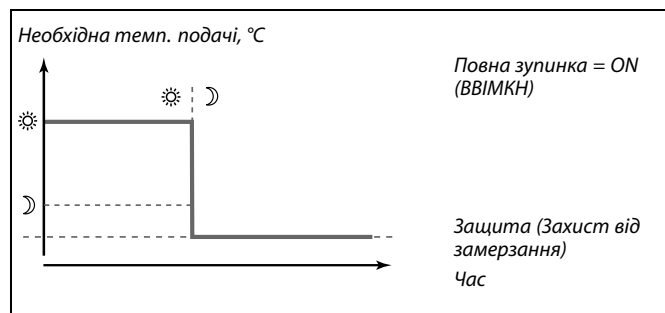 Необхідна темп. подачі, °C
Повна зупинка = ON
(ВВІМКН)
Защита (Захист від
замерзання)
Час